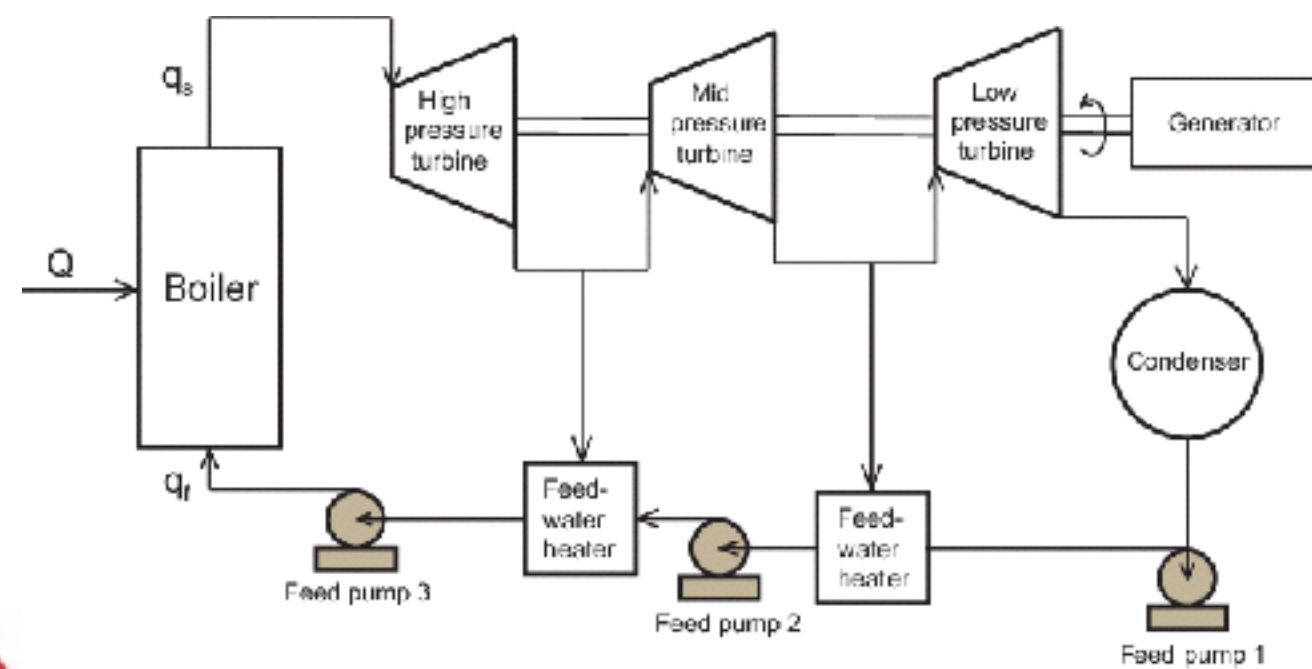 qs
High
pressure
turbine
Mid
pressure
turbine
Low
pressure
turbine
Generator
Q
Boiler
Condenser
qf
Feed-
water
heater
Feed-
water
heater
Feed pump 3
Feed pump 2
Feed pump 1